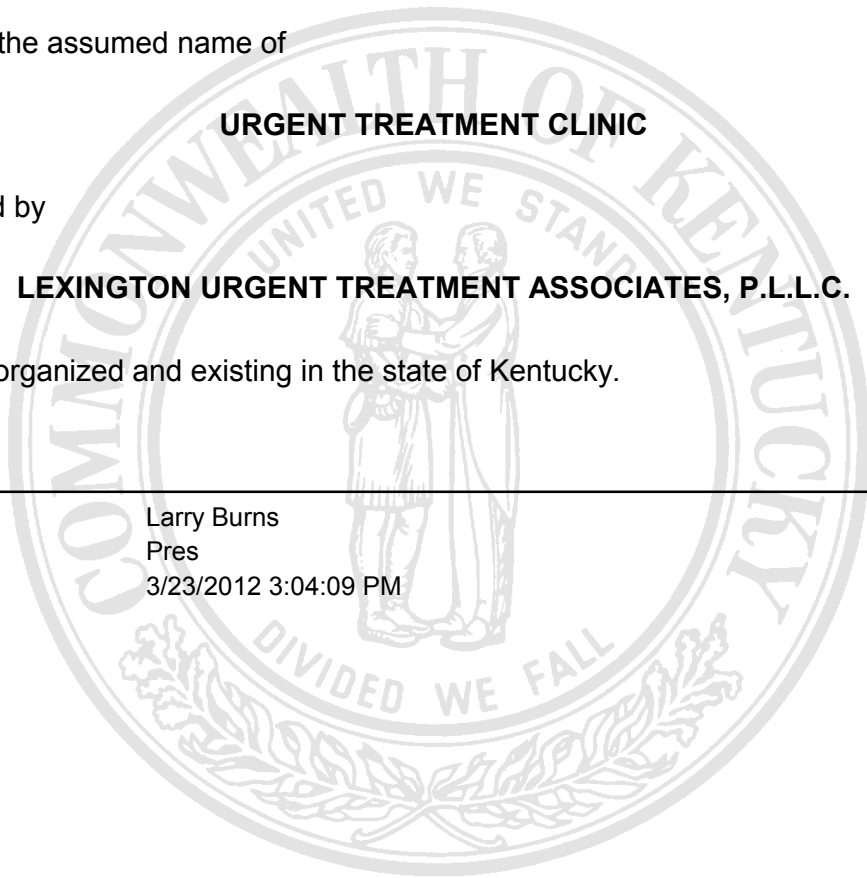 the assumed name of
URGENT TREATMENT CLINIC
by
LEXINGTON URGENT TREATMENT ASSOCIATES, P.L.L.C.
organized and existing in the state of Kentucky.
Larry Burns
Pres
3/23/2012 3:04:09 PM
COMMONWEALTH OF KENTUCKY
UNITED WE STAND
DIVIDED WE FALL